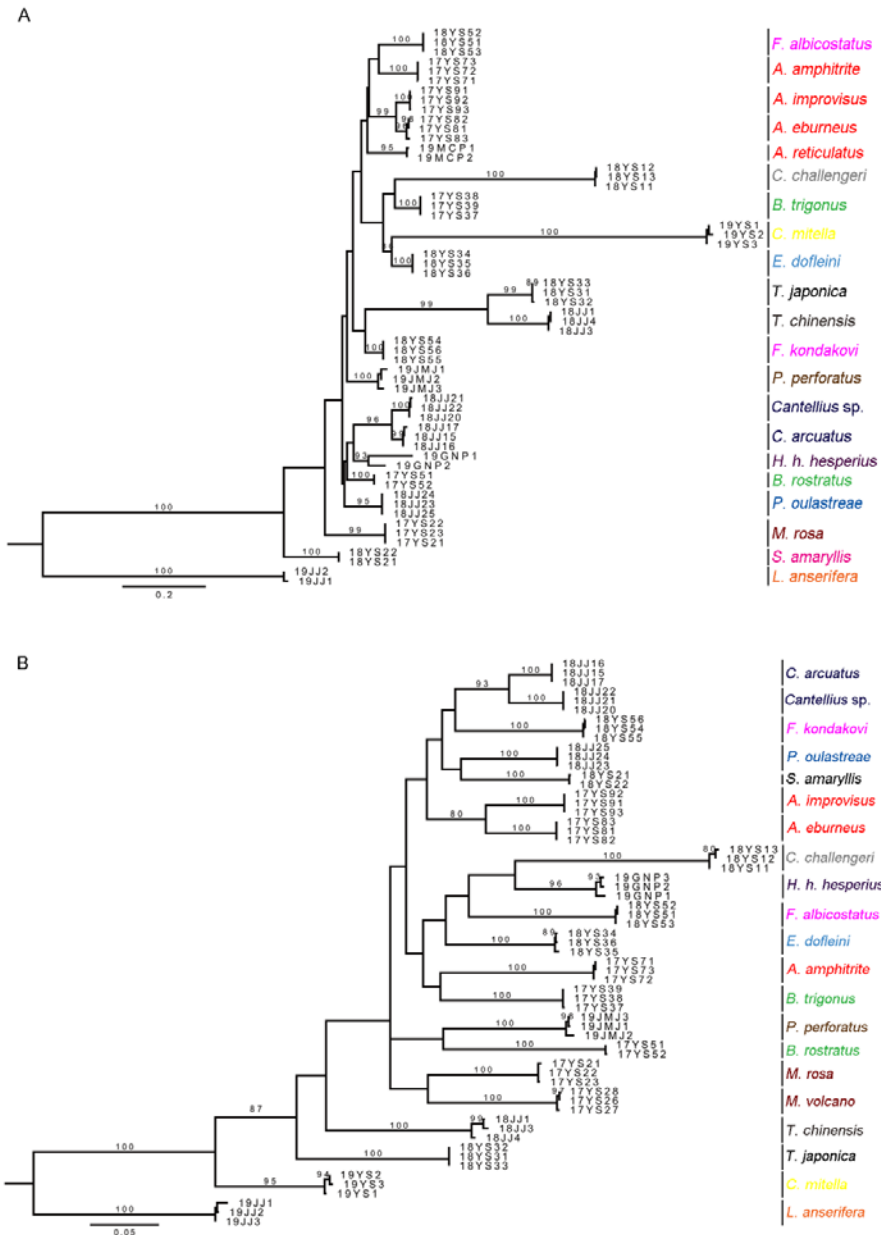 A
100
18YS52
18YS51
18YS53
F. albicostatus
100
17YS73
17YS72
17YS71
A. amphitrite
100
17YS91
17YS92
17YS93
A. improvisus
99
17YS82
17YS81
17YS83
A. eburneus
95
19MCP1
19MCP2
A. reticulatus
100
18YS12
18YS13
18YS11
C. challengeri
100
17YS38
17YS39
17YS37
B. trigonus
100
19YS1
19YS2
19YS3
C. mitella
18YS34
18YS35
18YS36
E. dofleini
99
99
89
18YS33
18YS31
18YS32
T. japonica
100
18JJ1
18JJ4
18JJ3
T. chinensis
100
18YS54
18YS56
18YS55
F. kondakovi
100
19JMJ1
19JMJ2
19JMJ3
P. perforatus
96
100
18JJ21
18JJ22
18JJ20
Cantellius sp.
99
18JJ17
18JJ15
18JJ16
C. arcuatus
93
19GNP1
19GNP2
H. h. hesperius
100
17YS51
17YS52
B. rostratus
95
18JJ24
18JJ23
18JJ25
P. oulastreae
99
17YS22
17YS23
17YS21
M. rosa
100
100
18YS22
18YS21
S. amaryllis
100
19JJ2
19JJ1
L. anserifera
0.2
B
93
100
18JJ16
18JJ15
18JJ17
C. arcuatus
100
18JJ22
18JJ21
18JJ20
Cantellius sp.
100
18YS56
18YS54
18YS55
F. kondakovi
100
18JJ25
18JJ24
18JJ23
P. oulastreae
100
18YS21
18YS22
S. amaryllis
80
100
17YS92
17YS91
17YS93
A. improvisus
100
17YS83
17YS81
17YS82
A. eburneus
100
80
18YS13
18YS12
18YS11
C. challengeri
96
93
19GNP3
19GNP2
19GNP1
H. h. hesperius
100
18YS52
18YS51
18YS53
F. albicostatus
89
18YS34
18YS36
18YS35
E. dofleini
100
17YS71
17YS73
17YS72
A. amphitrite
100
17YS39
17YS38
17YS37
B. trigonus
100
98
19JMJ3
19JMJ1
19JMJ2
P. perforatus
100
17YS51
17YS52
B. rostratus
100
17YS21
17YS22
17YS23
M. rosa
100
97
17YS28
17YS26
17YS27
M. volcano
87
100
99
18JJ1
18JJ3
18JJ4
T. chinensis
100
18YS32
18YS31
18YS33
T. japonica
100
95
94
19YS2
19YS3
19YS1
C. mitella
100
19JJ1
19JJ2
19JJ3
L. anserifera
0.05